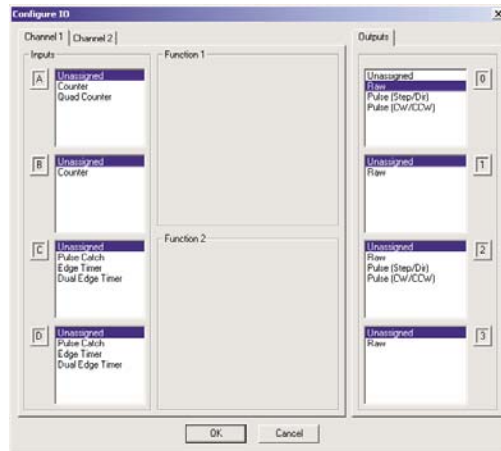 Configure IO
X
Channel 1
Channel 2
Inputs
A
Unassigned
Counter
Quad Counter
B
Unassigned
Counter
C
Unassigned
Pulse Catch
Edge Timer
Dual Edge Timer
D
Unassigned
Pulse Catch
Edge Timer
Dual Edge Timer
Function 1
Function 2
Outputs
Unassigned
Raw
Pulse (Step/Dir)
Pulse (CW/CCW)
0
Unassigned
Raw
1
Unassigned
Raw
Pulse (Step/Dir)
Pulse (CW/CCW)
2
Unassigned
Raw
3
OK
Cancel